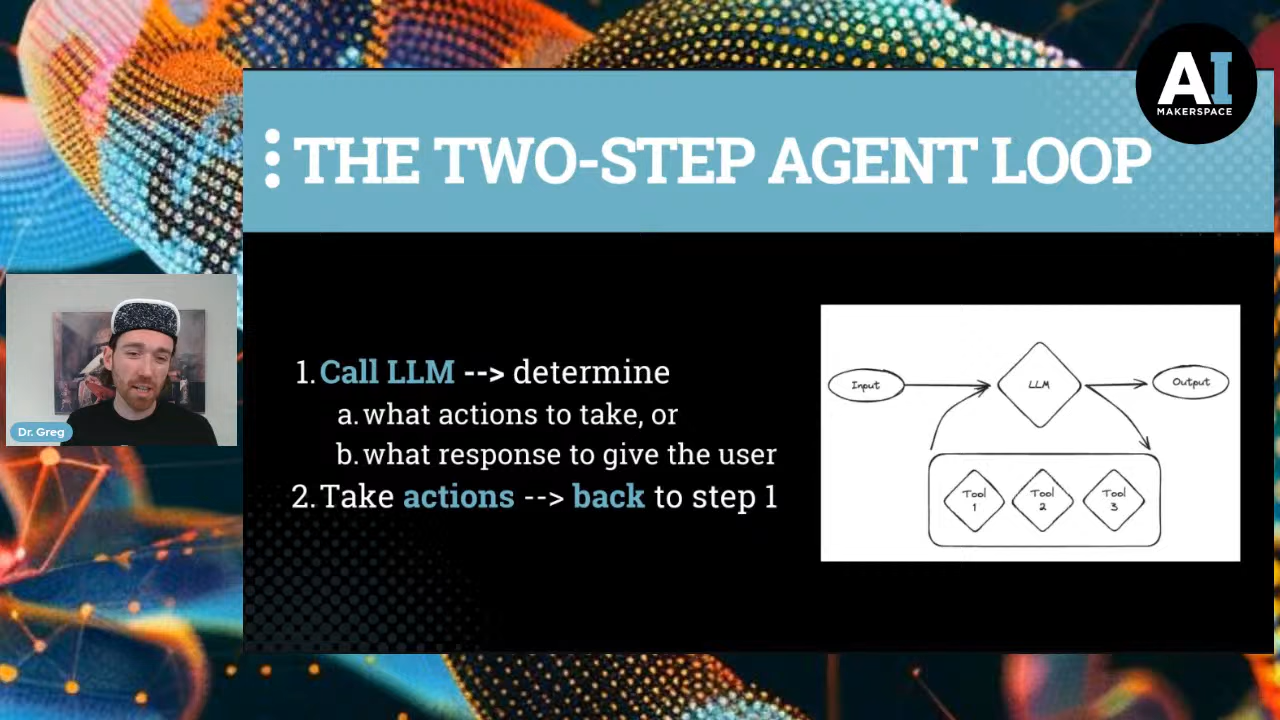 AI
MAKERSPACE
THE TWO-STEP AGENT LOOP
1. Call LLM --> determine
a. what actions to take, or
b. what response to give the user
2. Take actions --> back to step 1
Input
LLM
Output
Tool
1
Tool
2
Tool
3
Dr. Greg